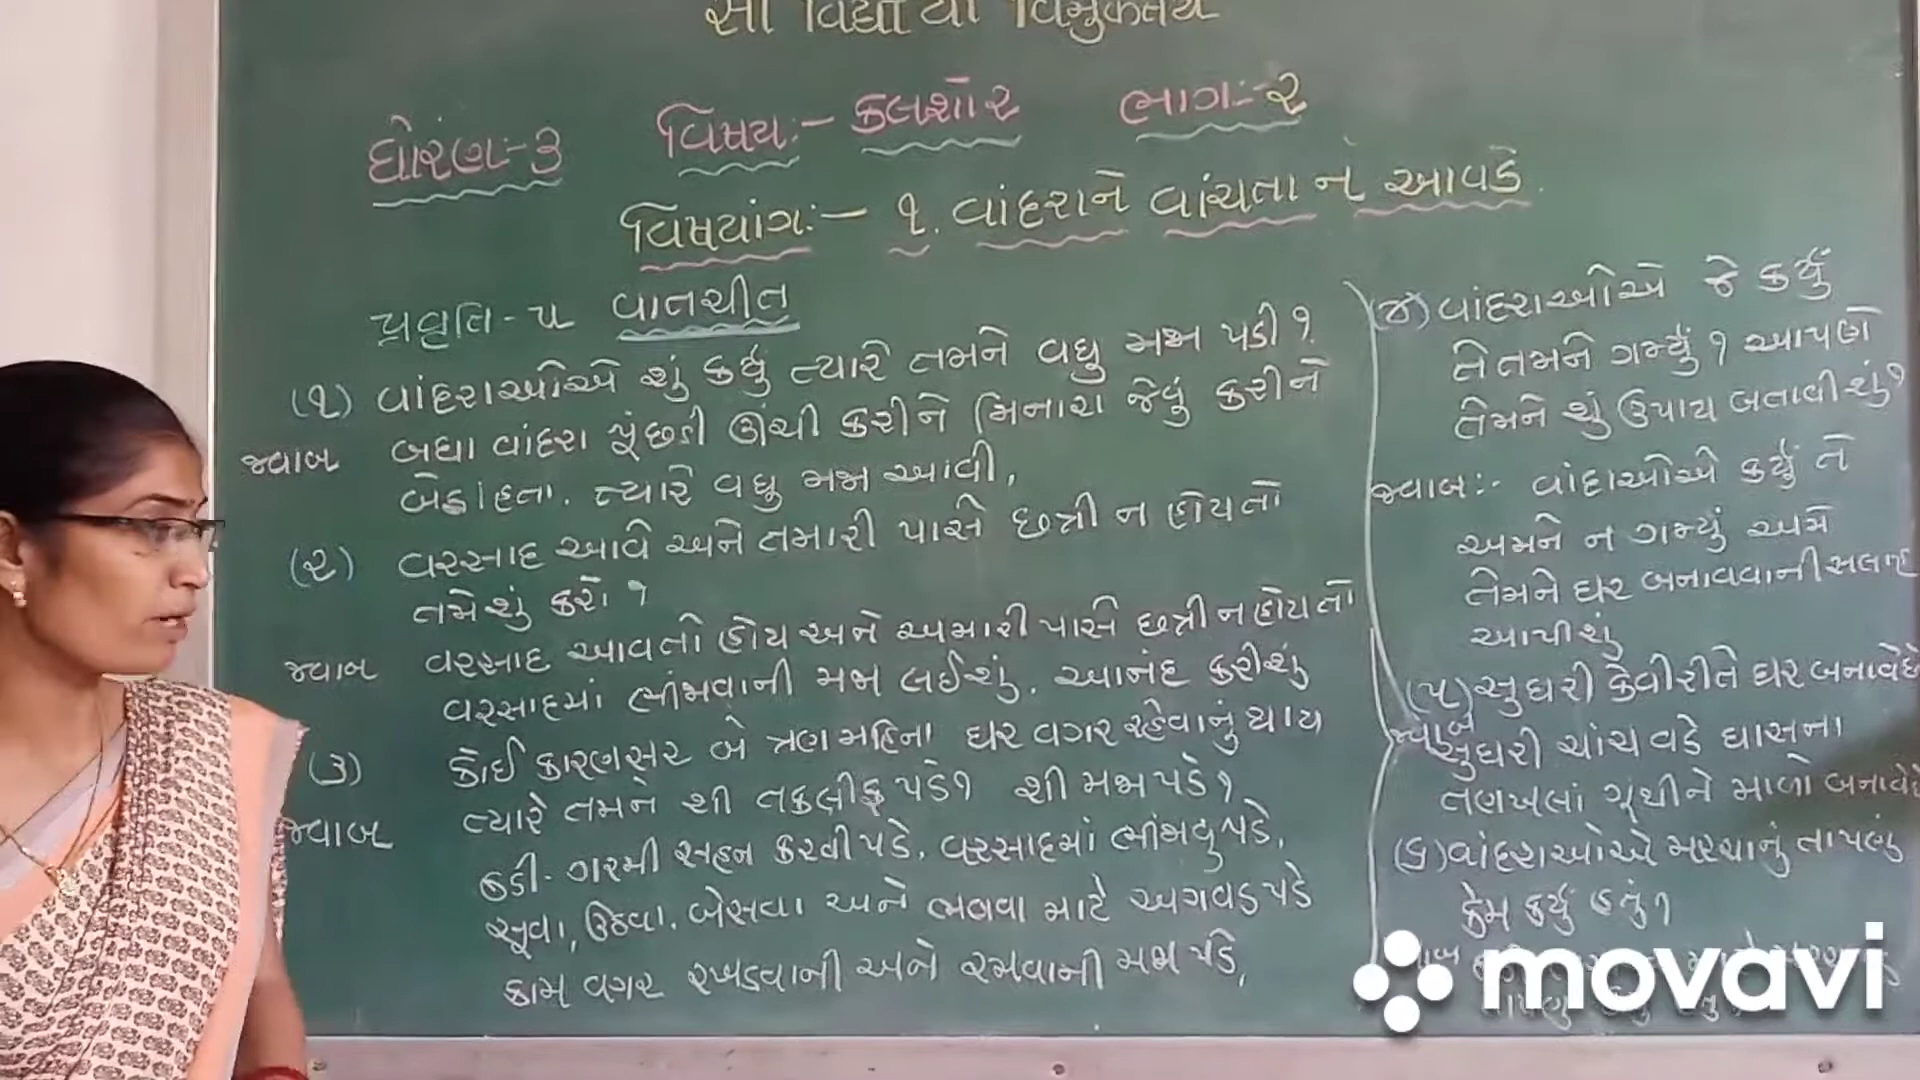 સા વિદ્યા યા વિમુક્તયે
ધોરણ:-૩ વિષય:- કલશોર ભાગ:-૨
વિષયાંગ:- ૧. વાંદરાને વાંચતા ન આવડે.
પ્રવૃતિ-૫ વાતચીત
(૧) વાંદરાઓએ શું કર્યું ત્યારે તમને વધુ મજા પડી ?
જવાબ બધા વાંદરા પૂંછડી ઊંચી કરીને મિનારા જેવું કરીને
બેઠા હતા. ત્યારે વધુ મજા આવી.
(૨) વરસાદ આવે અને તમારી પાસે છત્રી ન હોય તો
તમે શું કરો ?
જવાબ વરસાદ આવતો હોય અને અમારી પાસે છત્રી ન હોય તો
વરસાદમાં ભીંજવાની મજા લઈશું. આનંદ કરીશું
(૩) કોઈ કારણસર બે ત્રણ મહિના ઘર વગર રહેવાનું થાય
ત્યારે તમને શી તકલીફ પડે ? શી મજા પડે ?
જવાબ ઠંડી-ગરમી સહન કરવી પડે. વરસાદમાં ભીંજાવુ પડે.
સૂવા, ઉઠવા. બેસવા અને ભણવા માટે અગવડ પડે
કામ વગર રખડવાની અને રમવાની મજા પડે.
(૪) વાંદરાઓએ જે કર્યું
તે તમને ગમ્યું ? આપણે
તેમને શું ઉપાય બતાવીશું ?
જવાબ:- વાંદાઓએ કર્યું તે
અમને ન ગમ્યું અમે
તેમને ઘર બનાવવાની સલાહ
આપીશું
(૫) સુઘરી કેવી રીતે ઘર બનાવે છે
જવાબ સુઘરી ચાંચ વડે ઘાસના
તણખલાં ગૂંથીને માળો બનાવે છે
(૬) વાંદરાઓએ મરચાનું તાપણું
કેમ કર્યું હતું ?
movavi